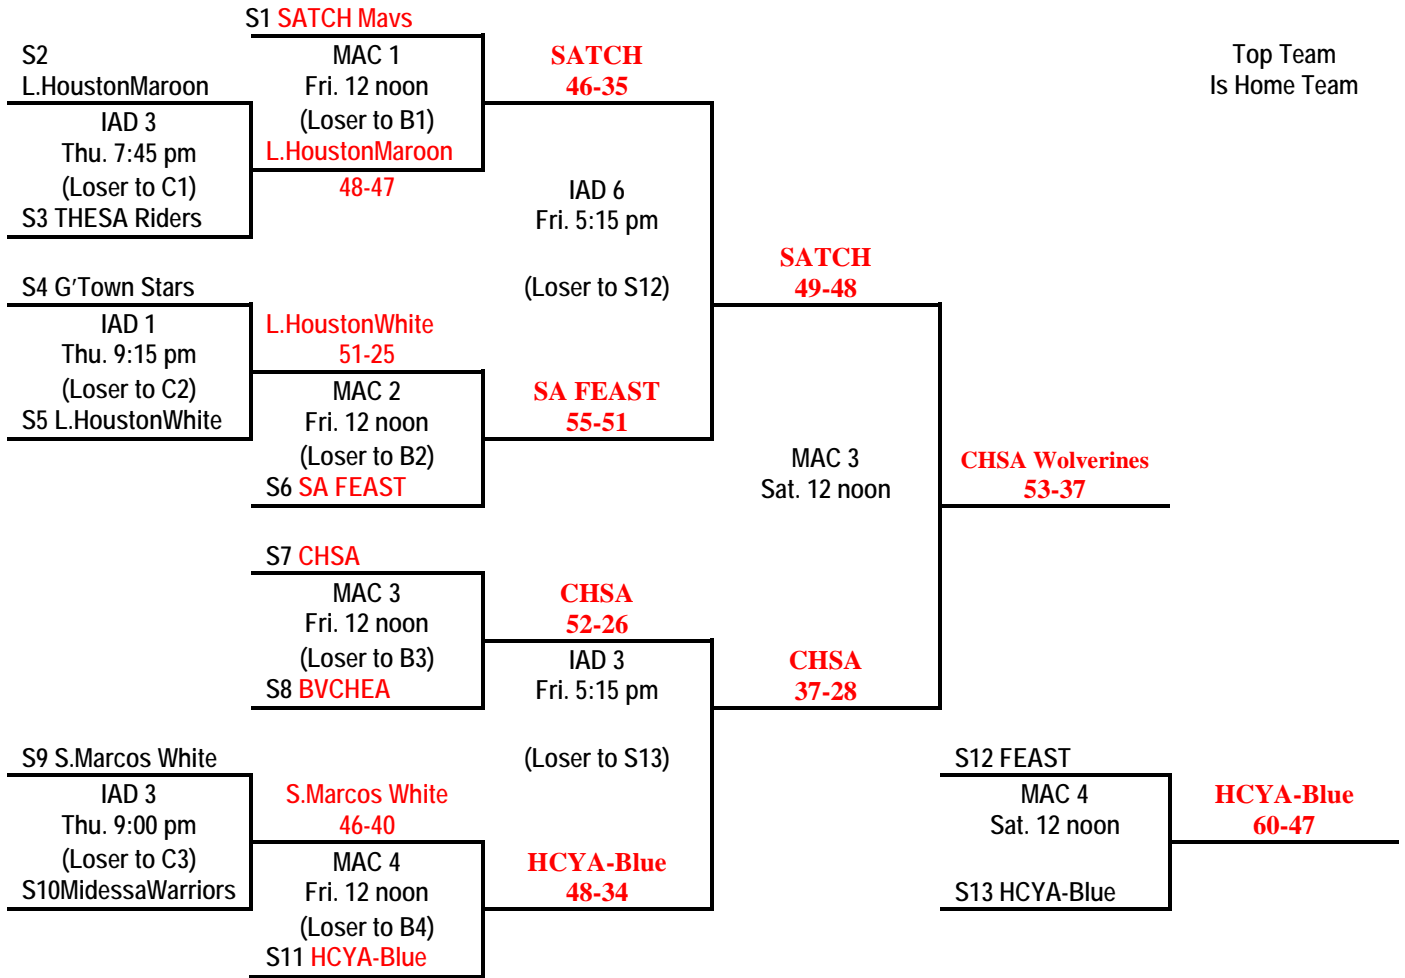 S1 SATCH Mavs
S2
L.HoustonMaroon
MAC 1
Fri. 12 noon
(Loser to B1)
SATCH
46-35
Top Team
Is Home Team
IAD 3
Thu. 7:45 pm
(Loser to C1)
S3 THESA Riders
L.HoustonMaroon
48-47
IAD 6
Fri. 5:15 pm
(Loser to S12)
SATCH
49-48
S4 G'Town Stars
IAD 1
Thu. 9:15 pm
(Loser to C2)
S5 L.HoustonWhite
L.HoustonWhite
51-25
MAC 2
Fri. 12 noon
(Loser to B2)
S6 SA FEAST
SA FEAST
55-51
MAC 3
Sat. 12 noon
CHSA Wolverines
53-37
S7 CHSA
MAC 3
Fri. 12 noon
(Loser to B3)
S8 BVCHEA
CHSA
52-26
IAD 3
Fri. 5:15 pm
(Loser to S13)
CHSA
37-28
S9 S.Marcos White
IAD 3
Thu. 9:00 pm
(Loser to C3)
S10MidessaWarriors
S.Marcos White
46-40
MAC 4
Fri. 12 noon
(Loser to B4)
S11 HCYA-Blue
HCYA-Blue
48-34
S12 FEAST
MAC 4
Sat. 12 noon
S13 HCYA-Blue
HCYA-Blue
60-47